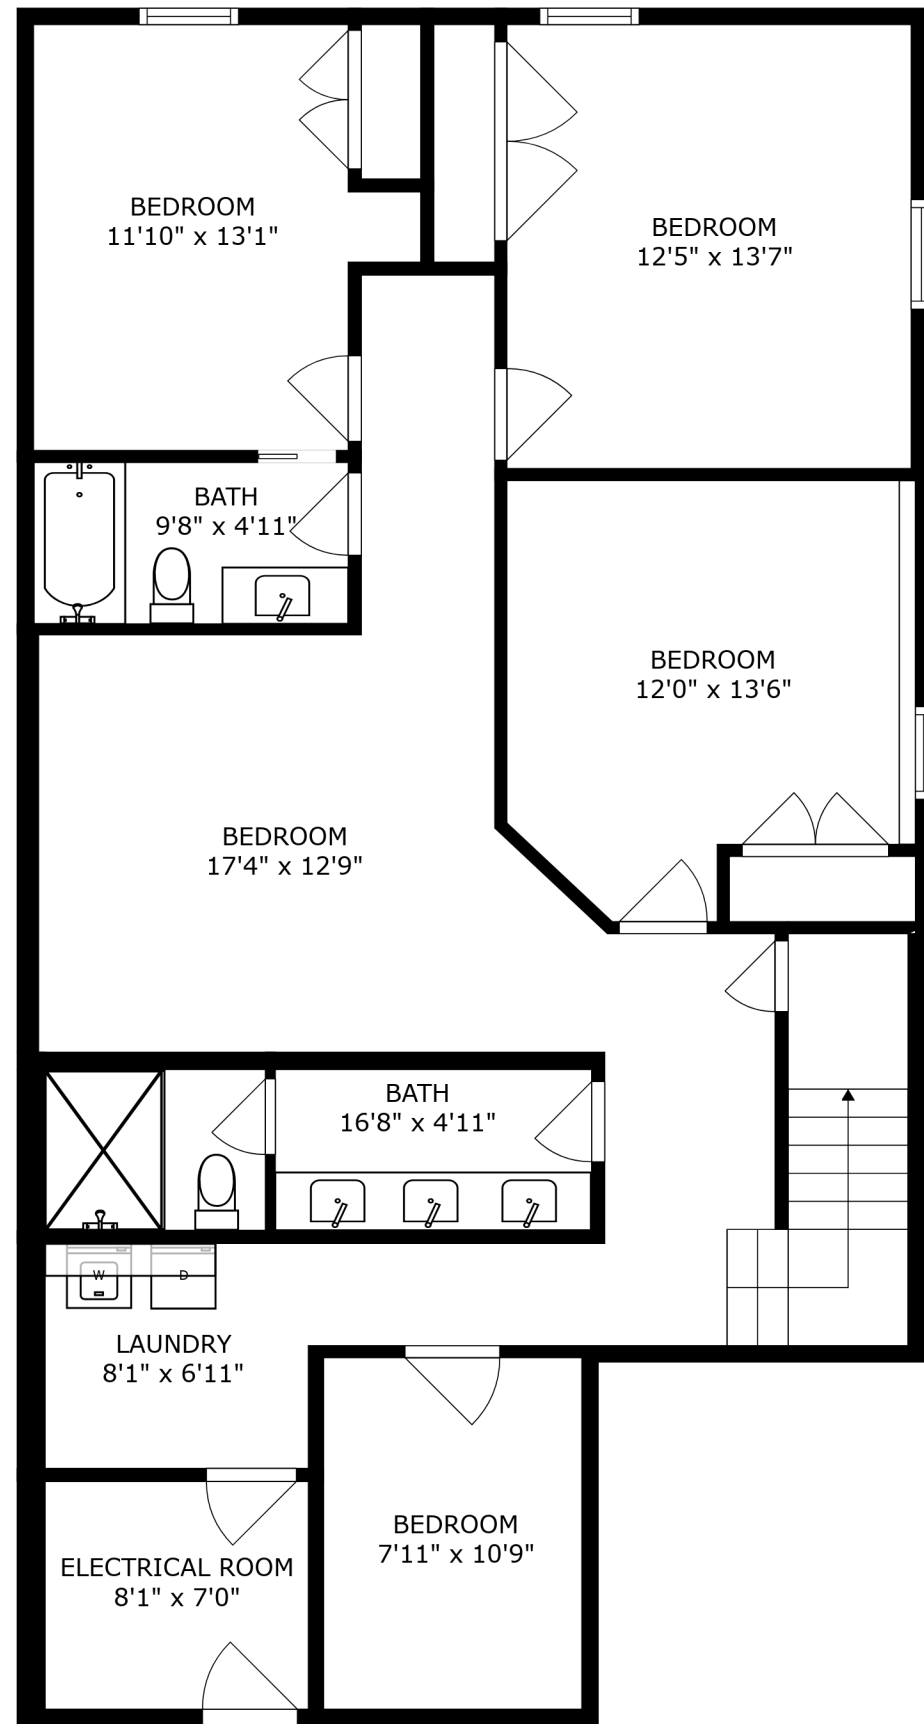 BEDROOM
11'10" x 13'1"
BEDROOM
12'5" x 13'7"
BATH
9'8" x 4'11"
BEDROOM
12'0" x 13'6"
BEDROOM
17'4" x 12'9"
BATH
16'8" x 4'11"
W
D
LAUNDRY
8'1" x 6'11"
BEDROOM
7'11" x 10'9"
ELECTRICAL ROOM
8'1" x 7'0"